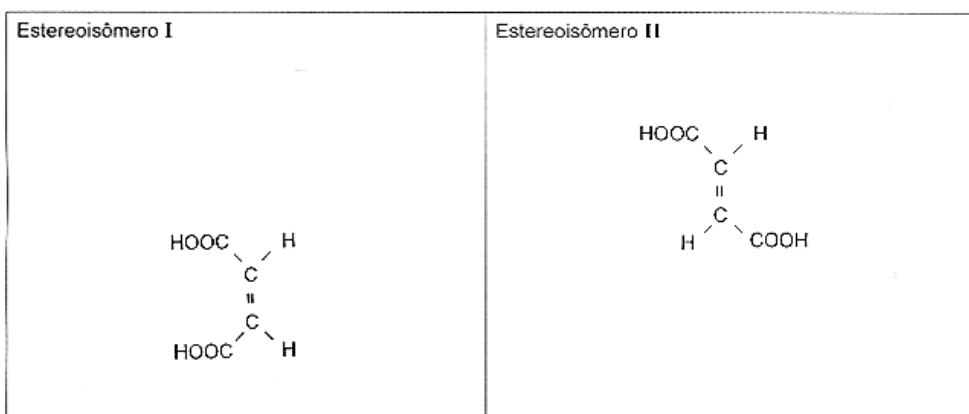 Estereoisômero I
HOOC H
C
=
C
HOOC H
Estereoisômero II
HOOC H
C
=
C
H COOH